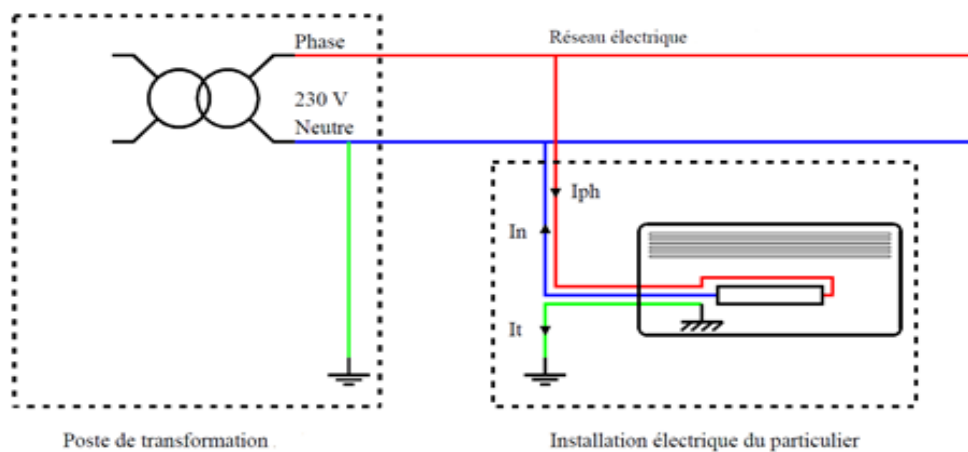 Phase
Réseau électrique
230 V
Neutre
Iph
In
It
Poste de transformation
Installation électrique du particulier